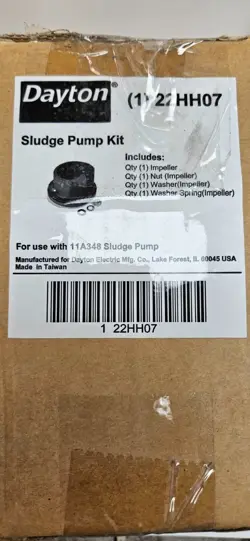 Dayton®
(1) 22HH07
Sludge Pump Kit
Includes:
Qty (1) Impeller
Qty (1) Nut (Impeller)
Qty (1) Washer(Impeller)
Qty (1) Washer Spring(Impeller)
For use with 11A348 Sludge Pump
Manufactured for Dayton Electric Mfg. Co., Lake Forest, IL 60045 USA
Made in Taiwan
1 22HH07